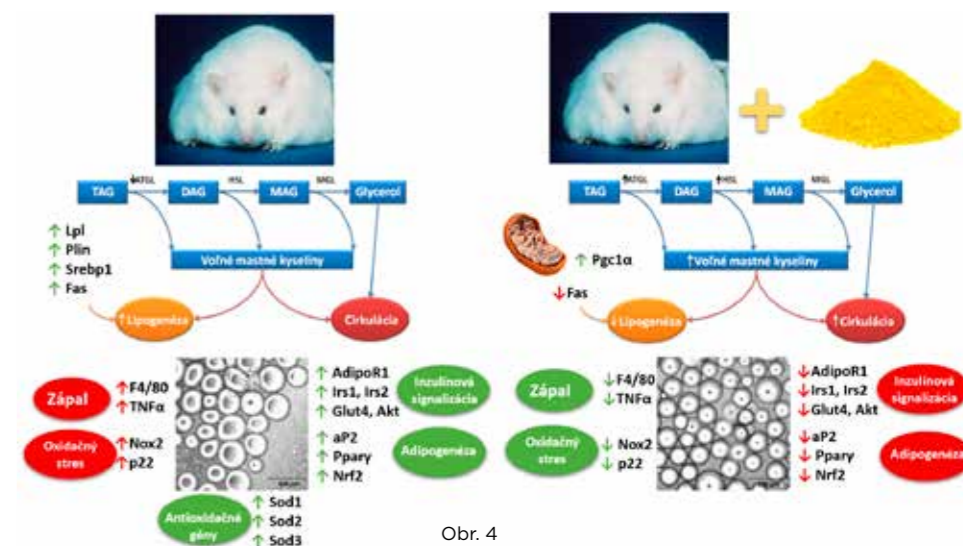 TAG
↓ATGL
DAG
HSL
MAG
MGL
Glycerol
↑ Lpl
↑ Plin
↑ Srebp1
↑ Fas
Voľné mastné kyseliny
↑ Lipogenéza
Cirkulácia
Zápal
↑ F4/80
↑ TNFα
Oxidačný stres
↑ Nox2
↑ p22
↑ AdipoR1
↑ Irs1, Irs2
↑ Glut4, Akt
↑ aP2
↑ Pparγ
↑ Nrf2
Inzulínová signalizácia
Adipogenéza
Antioxidačné gény
↑ Sod1
↑ Sod2
↑ Sod3
TAG
↑ATGL
DAG
↑HSL
MAG
MGL
Glycerol
↑ Pgc1α
↓ Fas
↑Voľné mastné kyseliny
↓ Lipogenéza
↑Cirkulácia
Zápal
↓ F4/80
↓ TNFα
Oxidačný stres
↓ Nox2
↓ p22
↓ AdipoR1
↓ Irs1, Irs2
↓ Glut4, Akt
↓ aP2
↓ Pparγ
↓ Nrf2
Inzulínová signalizácia
Adipogenéza
Obr. 4